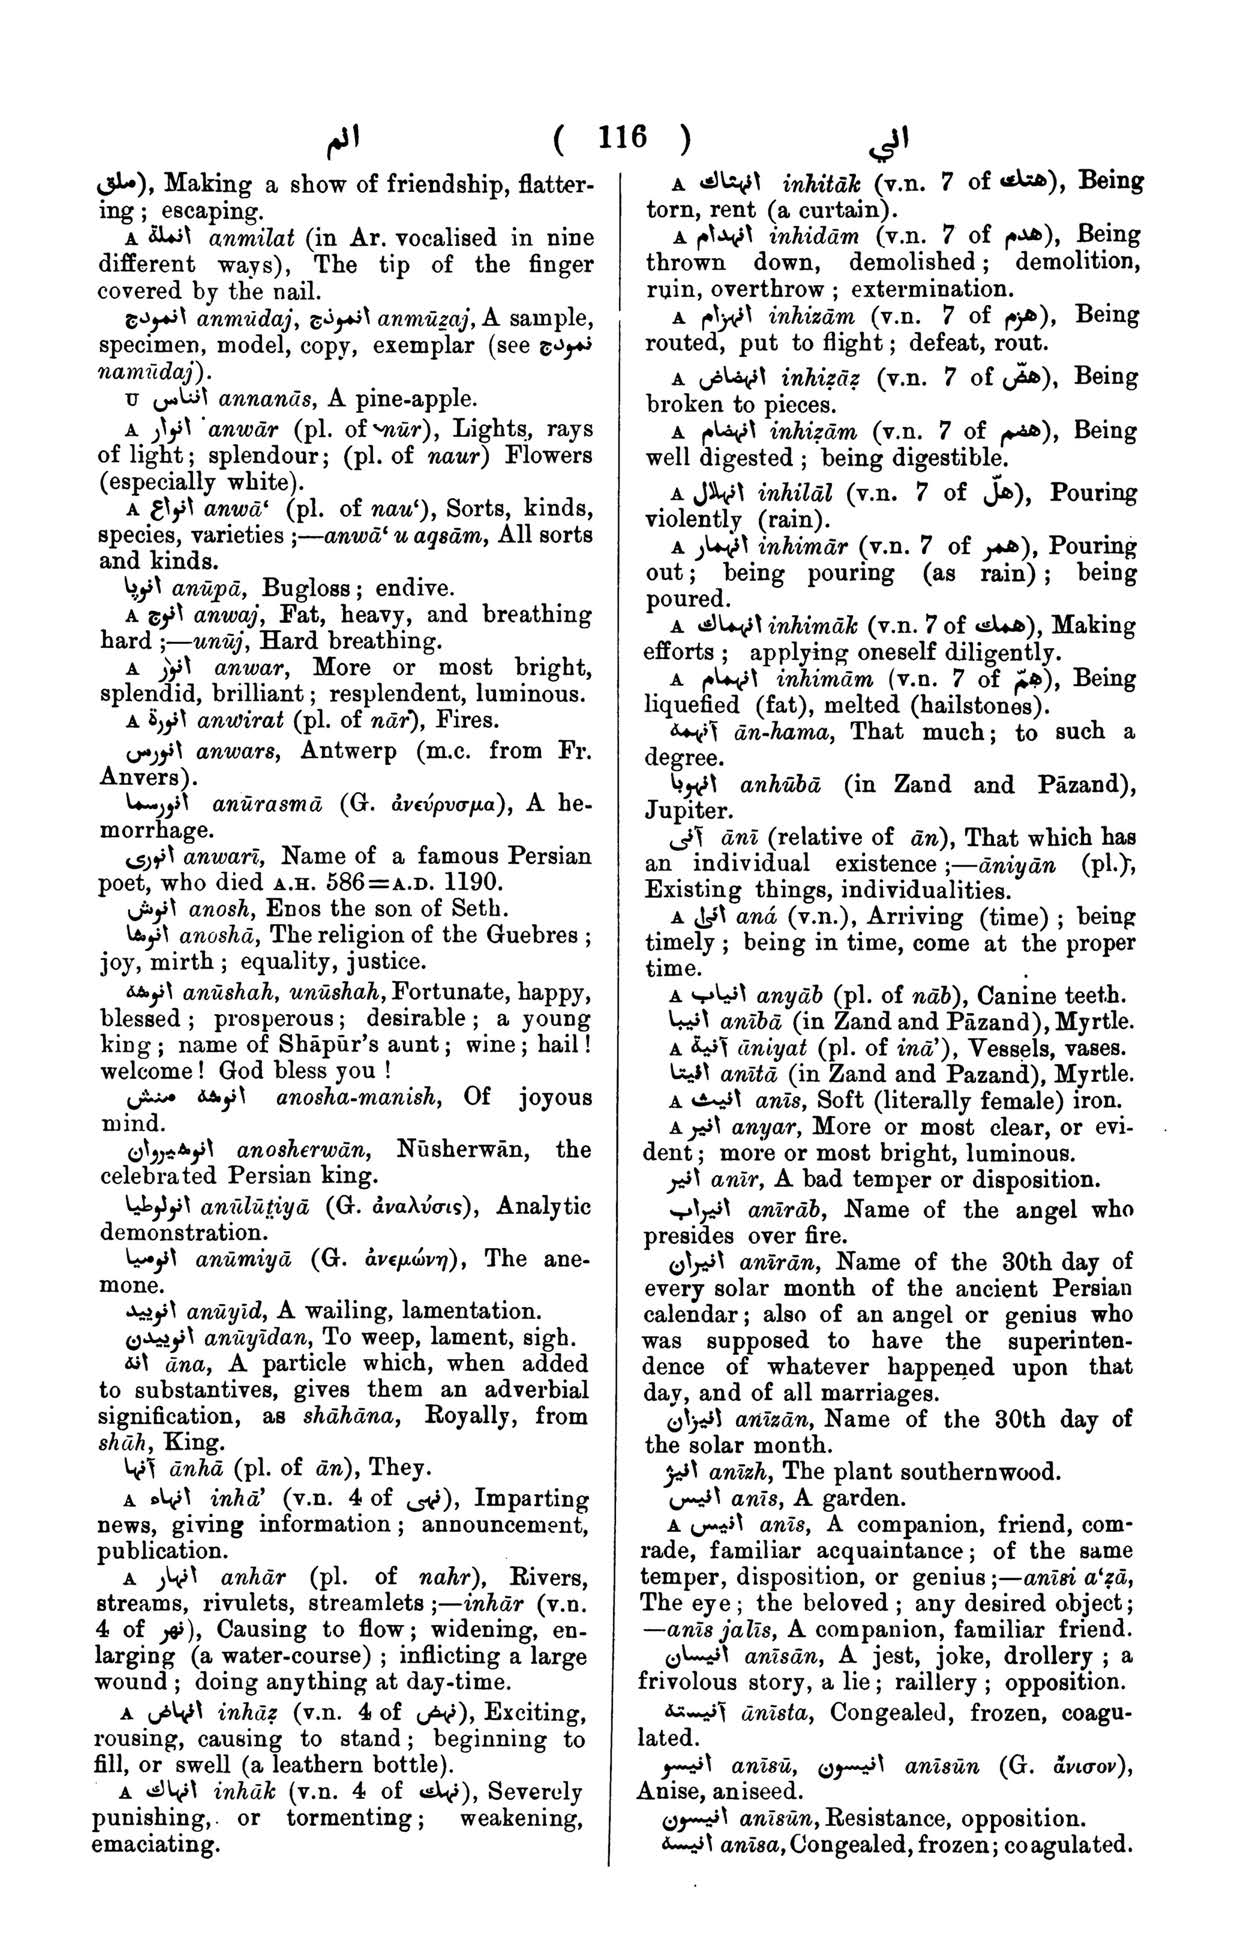 انم ( 116 ) اني
ملق), Making a show of friendship, flatter-
ing; escaping.
A انملة anmilat (in Ar. vocalised in nine
different ways), The tip of the finger
covered by the nail.
انمودج anmūdaj, انموذج anmūẕaj, A sample,
specimen, model, copy, exemplar (see نمودج
namūdaj).
U انناس annanās, A pine-apple.
A انوار anwār (pl. of nūr), Lights, rays
of light; splendour; (pl. of naur) Flowers
(especially white).
A انواع anwā‘ (pl. of nau‘), Sorts, kinds,
species, varieties;—anwā‘ u aqsām, All sorts
and kinds.
انوپا anūpā, Bugloss; endive.
A انوج anwaj, Fat, heavy, and breathing
hard;—unūj, Hard breathing.
A انور anwar, More or most bright,
splendid, brilliant; resplendent, luminous.
A انورة anwirat (pl. of nār), Fires.
انورس anwars, Antwerp (m.c. from Fr.
Anvers).
انورسما anūrasmā (G. ἀνεύρυσμα), A he-
morrhage.
انوری anwarī, Name of a famous Persian
poet, who died A.H. 586=A.D. 1190.
انوش anosh, Enos the son of Seth.
انوشا anoshā, The religion of the Guebres;
joy, mirth; equality, justice.
انوشه anūshah, unūshah, Fortunate, happy,
blessed; prosperous; desirable; a young
king; name of Shāpūr's aunt; wine; hail!
welcome! God bless you!
انوشه منش anosha-manish, Of joyous
mind.
انوشیروان anosherwān, Nūsherwān, the
celebrated Persian king.
انولوطیا anūlūt̤iyā (G. ἀναλύσις), Analytic
demonstration.
انومیا anūmiyā (G. ἀνεμώνη), The ane-
mone.
انویید anūyīd, A wailing, lamentation.
انوییدن anūyīdan, To weep, lament, sigh.
انه āna, A particle which, when added
to substantives, gives them an adverbial
signification, as shāhāna, Royally, from
shāh, King.
آنها ānhā (pl. of ān), They.
A انهاء inhā’ (v.n. 4 of نهی), Imparting
news, giving information; announcement,
publication.
A انهار anhār (pl. of nahr), Rivers,
streams, rivulets, streamlets;—inhār (v.n.
4 of نهر), Causing to flow; widening, en-
larging (a water-course); inflicting a large
wound; doing anything at day-time.
A انهاض inhāẓ (v.n. 4 of نهض), Exciting,
rousing, causing to stand; beginning to
fill, or swell (a leathern bottle).
A انهاك inhāk (v.n. 4 of نهك), Severely
punishing, or tormenting; weakening,
emaciating.
A انهتاك inhitāk (v.n. 7 of هتك), Being
torn, rent (a curtain).
A انهدام inhidām (v.n. 7 of هدم), Being
thrown down, demolished; demolition,
ruin, overthrow; extermination.
A انهزام inhizām (v.n. 7 of هزم), Being
routed, put to flight; defeat, rout.
A انهضاض inhiẓāẓ (v.n. 7 of هضّ), Being
broken to pieces.
A انهضام inhiẓām (v.n. 7 of هضم), Being
well digested; being digestible.
A انهلال inhilāl (v.n. 7 of هلّ), Pouring
violently (rain).
A انهمار inhimār (v.n. 7 of همر), Pouring
out; being pouring (as rain); being
poured.
A انهماك inhimāk (v.n. 7 of همك), Making
efforts; applying oneself diligently.
A انهمام inhimām (v.n. 7 of همّ), Being
liquefied (fat), melted (hailstones).
آنهمه ān-hama, That much; to such a
degree.
انهوبا anhūbā (in Zand and Pāzand),
Jupiter.
آنی ānī (relative of ān), That which has
an individual existence;—āniyān (pl.),
Existing things, individualities.
A انی aná (v.n.), Arriving (time); being
timely; being in time, come at the proper
time.
A انیاب anyāb (pl. of nāb), Canine teeth.
انیبا anībā (in Zand and Pāzand), Myrtle.
A آنیة āniyat (pl. of inā’), Vessels, vases.
انیتا anītā (in Zand and Pazand), Myrtle.
A انیث anīs, Soft (literally female) iron.
A انیر anyar, More or most clear, or evi-
dent; more or most bright, luminous.
انیر anīr, A bad temper or disposition.
انیراب anīrāb, Name of the angel who
presides over fire.
انیران anīrān, Name of the 30th day of
every solar month of the ancient Persian
calendar; also of an angel or genius who
was supposed to have the superinten-
dence of whatever happened upon that
day, and of all marriages.
انیزان anīzān, Name of the 30th day of
the solar month.
انیژ anīzh, The plant southernwood.
انیس anīs, A garden.
A انیس anīs, A companion, friend, com-
rade, familiar acquaintance; of the same
temper, disposition, or genius;—anīsi a‘ẓā,
The eye; the beloved; any desired object;
—anīs jalīs, A companion, familiar friend.
انیسان anīsān, A jest, joke, drollery; a
frivolous story, a lie; raillery; opposition.
آنیسته ānīsta, Congealed, frozen, coagu-
lated.
انیسو anīsū, انیسون anīsūn (G. ἄνισον),
Anise, aniseed.
انیسون anīsūn, Resistance, opposition.
انیسه anīsa, Congealed, frozen; coagulated.